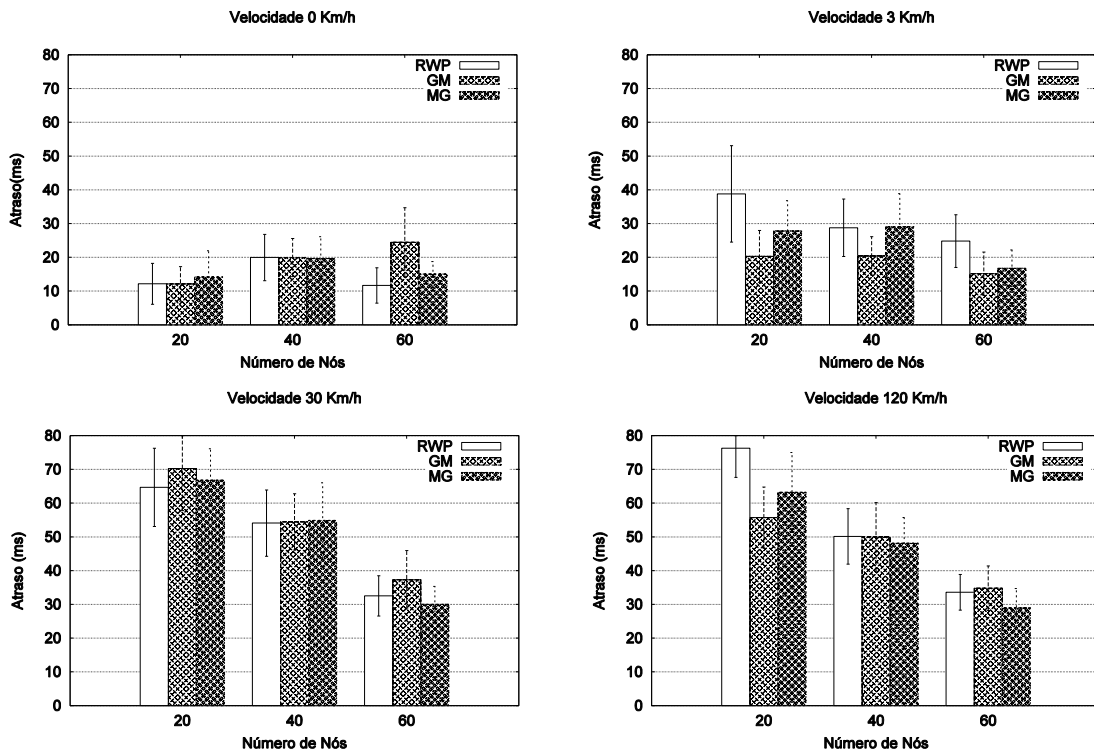 Velocidade 0 Km/h
80
70
60
50
40
30
20
10
0
Atraso(ms)
RWP
GM
MG
20 40 60
Número de Nós
Velocidade 3 Km/h
80
70
60
50
40
30
20
10
0
Atraso (ms)
RWP
GM
MG
20 40 60
Número de Nós
Velocidade 30 Km/h
80
70
60
50
40
30
20
10
0
Atraso (ms)
RWP
GM
MG
20 40 60
Número de Nós
Velocidade 120 Km/h
80
70
60
50
40
30
20
10
0
Atraso (ms)
RWP
GM
MG
20 40 60
Número de Nós